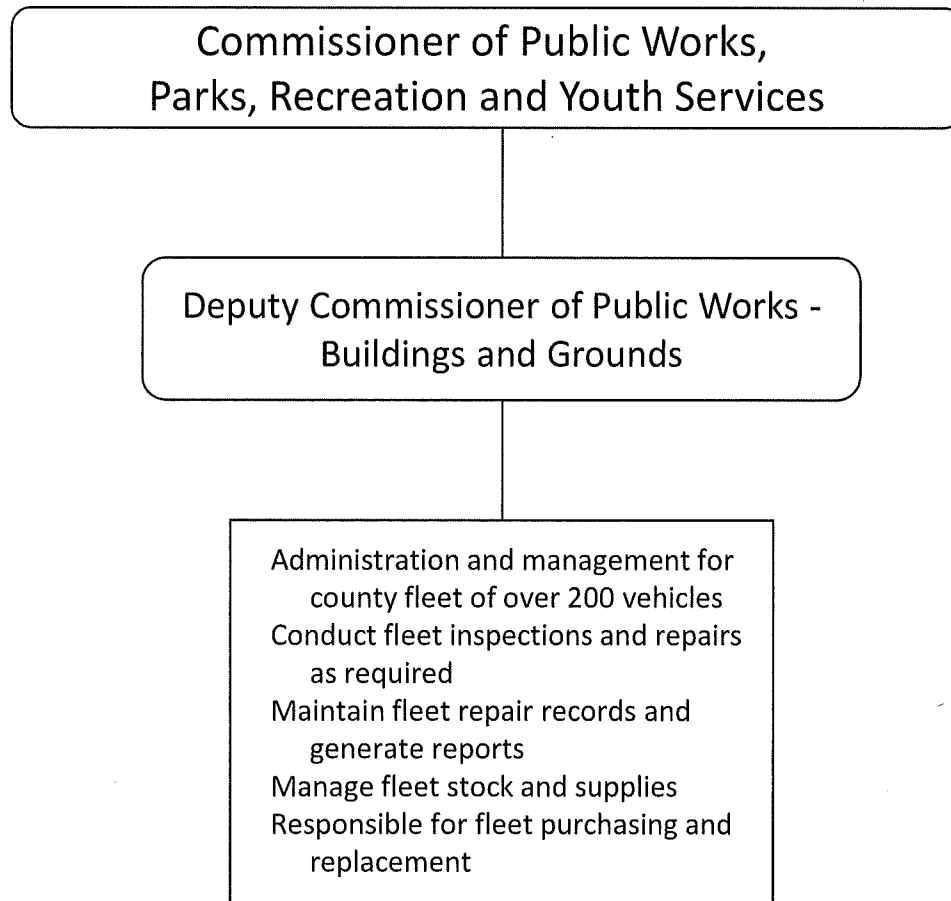 Commissioner of Public Works,
Parks, Recreation and Youth Services
Deputy Commissioner of Public Works -
Buildings and Grounds
Administration and management for
county fleet of over 200 vehicles
Conduct fleet inspections and repairs
as required
Maintain fleet repair records and
generate reports
Manage fleet stock and supplies
Responsible for fleet purchasing and
replacement